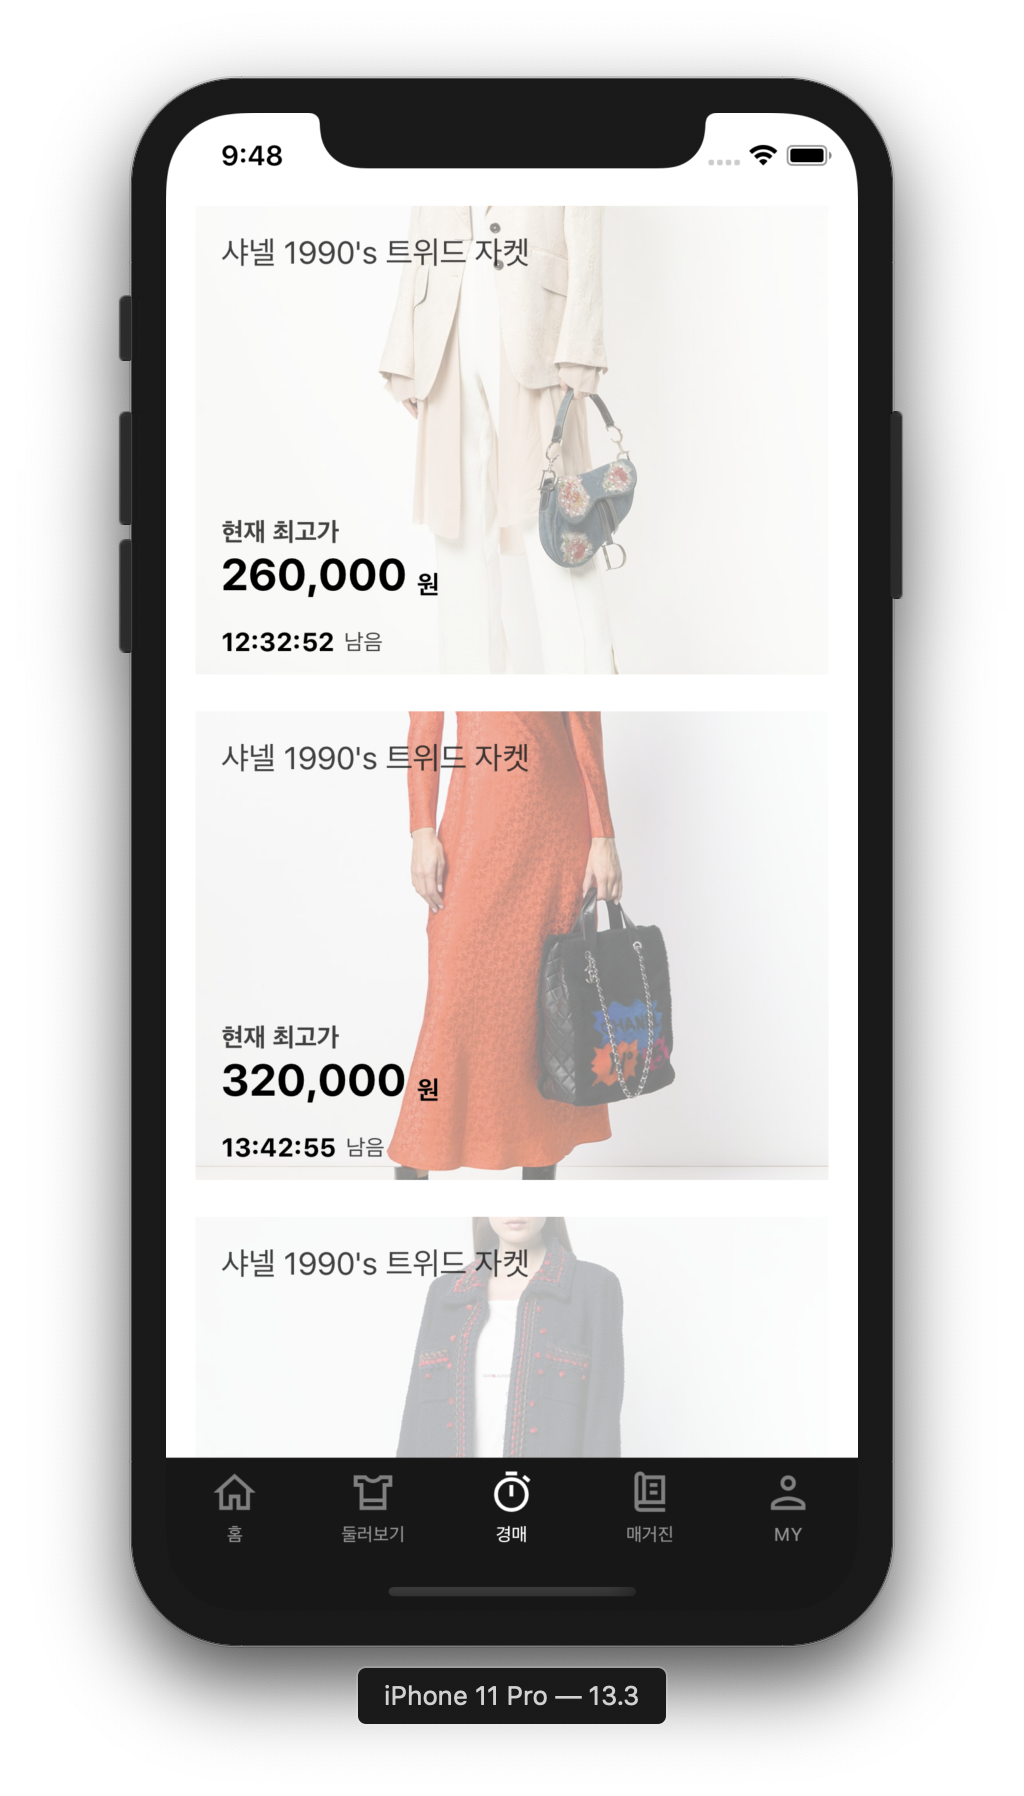 9:48
샤넬 1990's 트위드 자켓
현재 최고가
260,000 원
12:32:52 남음
샤넬 1990's 트위드 자켓
CHANEL
현재 최고가
320,000 원
13:42:55 남음
샤넬 1990's 트위드 자켓
홈
둘러보기
경매
매거진
MY
iPhone 11 Pro — 13.3